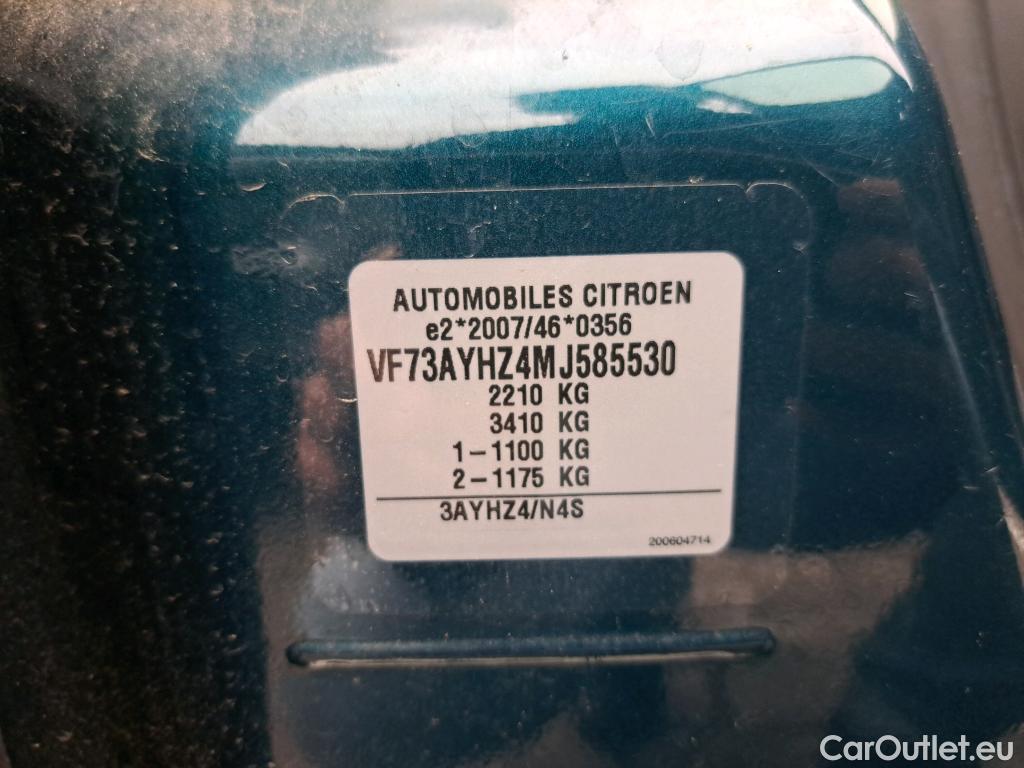 AUTOMOBILES CITROEN
e2*2007/46*0356
VF73AYHZ4MJ585530
2210 KG
3410 KG
1-1100 KG
2-1175 KG
3AYHZ4/N4S
200604714
CarOutlet.eu